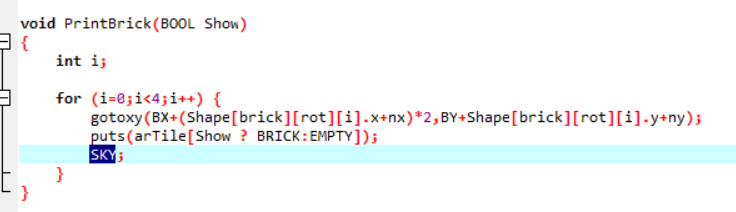 void PrintBrick(BOOL Show)
{
    int i;

    for (i=0;i<4;i++) {
        gotoxy(BX+(Shape[brick][rot][i].x+nx)*2,BY+Shape[brick][rot][i].y+ny);
        puts(arTile[Show ? BRICK:EMPTY]);
        SKY;
    }
}